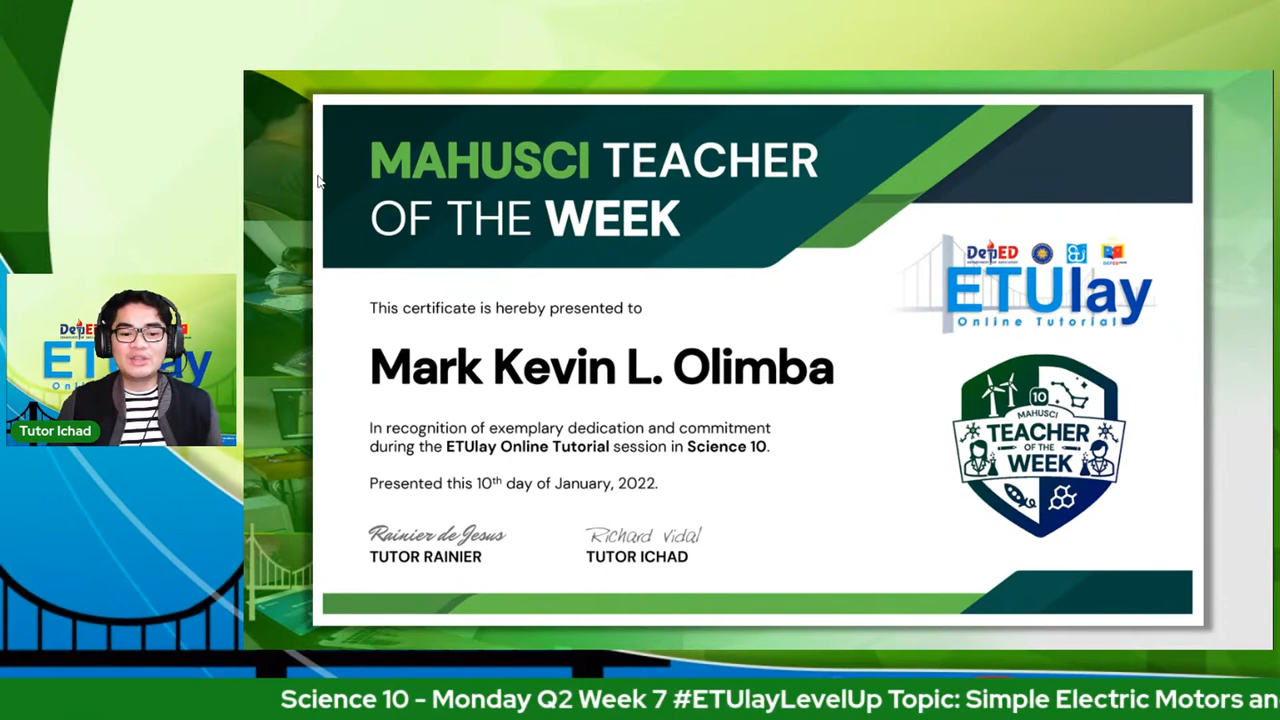 MAHUSCI TEACHER
OF THE WEEK
This certificate is hereby presented to
Mark Kevin L. Olimba
In recognition of exemplary dedication and commitment
during the ETUlay Online Tutorial session in Science 10.
Presented this 10th day of January, 2022.
Rainier de Jesus
TUTOR RAINIER
Richard Vidal
TUTOR ICHAD
DepED
ETUlay
Online Tutorial
10
MAHUSCI
TEACHER
OF THE
WEEK
Tutor Ichad
Science 10 - Monday Q2 Week 7 #ETUlayLevelUp Topic: Simple Electric Motors an